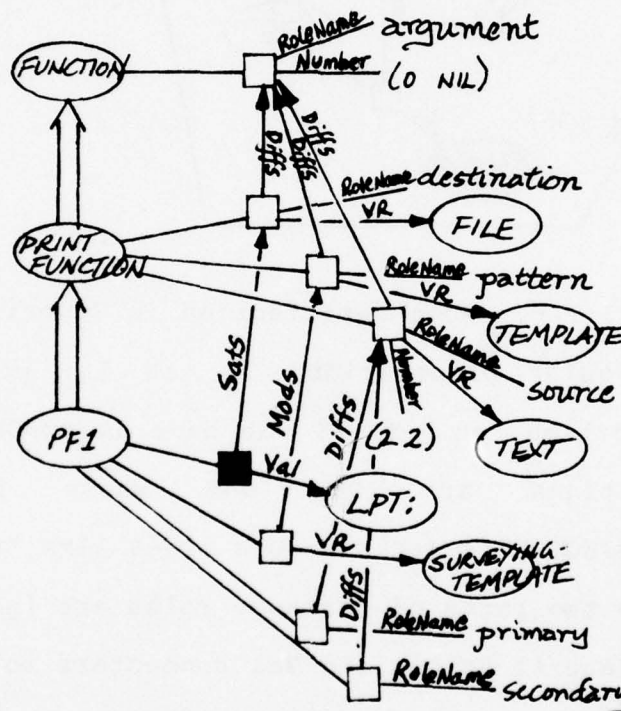 RoleName argument
FUNCTION
Number
(0 NIL)
Diffs
Diffs
Diffs
RoleName destination
VR
FILE
PRINT
FUNCTION
RoleName pattern
VR
TEMPLATE
RoleName
source
Number
VR
Sats
Mods
Diffs
(2 2)
TEXT
PF1
Val
LPT:
VR
SURVEYING-
TEMPLATE
Diffs
RoleName primary
RoleName secondary